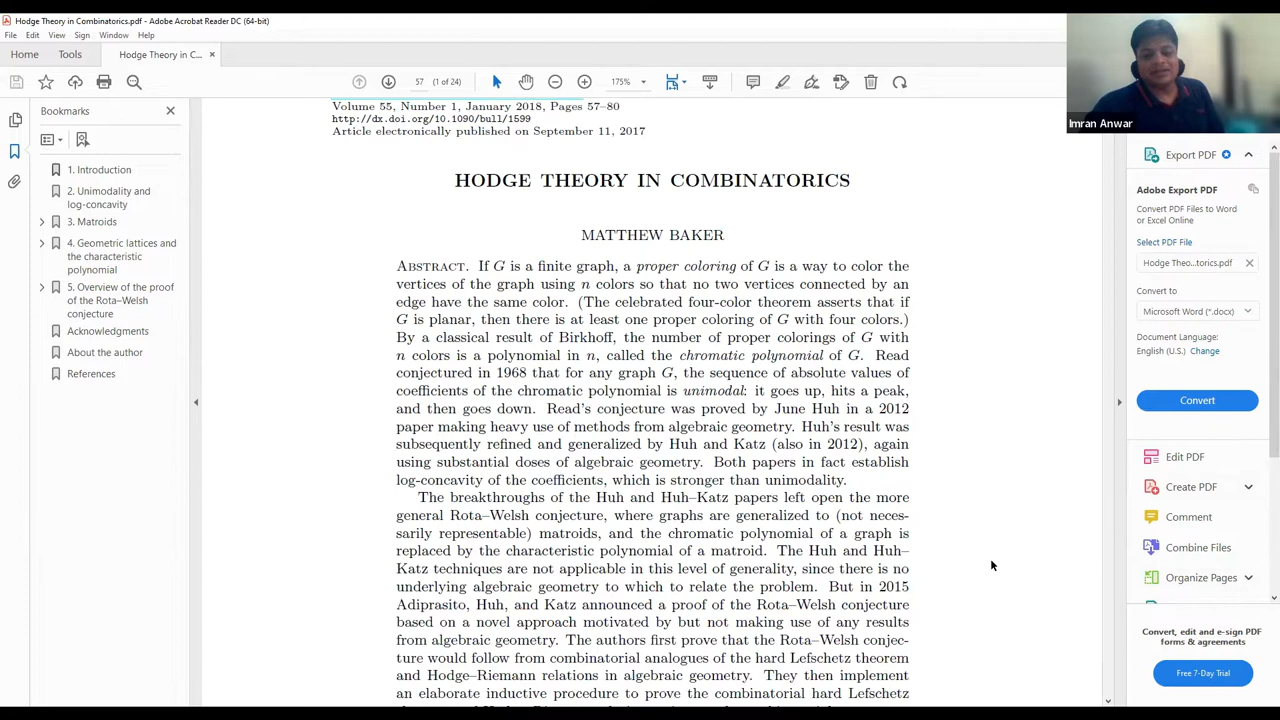 Hodge Theory in Combinatorics.pdf - Adobe Acrobat Reader DC (64-bit)
File Edit View Sign Window Help
Home Tools Hodge Theory in C... ×
57 (1 of 24) 175%
Imran Anwar
Bookmarks
1. Introduction
2. Unimodality and
log-concavity
3. Matroids
4. Geometric lattices and
the characteristic
polynomial
5. Overview of the proof
of the Rota–Welsh
conjecture
Acknowledgments
About the author
References
Volume 55, Number 1, January 2018, Pages 57–80
http://dx.doi.org/10.1090/bull/1599
Article electronically published on September 11, 2017
HODGE THEORY IN COMBINATORICS
MATTHEW BAKER
Abstract. If G is a finite graph, a proper coloring of G is a way to color the
vertices of the graph using n colors so that no two vertices connected by an
edge have the same color. (The celebrated four-color theorem asserts that if
G is planar, then there is at least one proper coloring of G with four colors.)
By a classical result of Birkhoff, the number of proper colorings of G with
n colors is a polynomial in n, called the chromatic polynomial of G. Read
conjectured in 1968 that for any graph G, the sequence of absolute values of
coefficients of the chromatic polynomial is unimodal: it goes up, hits a peak,
and then goes down. Read's conjecture was proved by June Huh in a 2012
paper making heavy use of methods from algebraic geometry. Huh's result was
subsequently refined and generalized by Huh and Katz (also in 2012), again
using substantial doses of algebraic geometry. Both papers in fact establish
log-concavity of the coefficients, which is stronger than unimodality.
The breakthroughs of the Huh and Huh–Katz papers left open the more
general Rota–Welsh conjecture, where graphs are generalized to (not neces-
sarily representable) matroids, and the chromatic polynomial of a graph is
replaced by the characteristic polynomial of a matroid. The Huh and Huh–
Katz techniques are not applicable in this level of generality, since there is no
underlying algebraic geometry to which to relate the problem. But in 2015
Adiprasito, Huh, and Katz announced a proof of the Rota–Welsh conjecture
based on a novel approach motivated by but not making use of any results
from algebraic geometry. The authors first prove that the Rota–Welsh conjec-
ture would follow from combinatorial analogues of the hard Lefschetz theorem
and Hodge–Riemann relations in algebraic geometry. They then implement
an elaborate inductive procedure to prove the combinatorial hard Lefschetz
Export PDF
Adobe Export PDF
Convert PDF Files to Word
or Excel Online
Select PDF File
Hodge Theo...torics.pdf ×
Convert to
Microsoft Word (*.docx)
Document Language:
English (U.S.) Change
Convert
Edit PDF
Create PDF
Comment
Combine Files
Organize Pages
Convert, edit and e-sign PDF
forms & agreements
Free 7-Day Trial